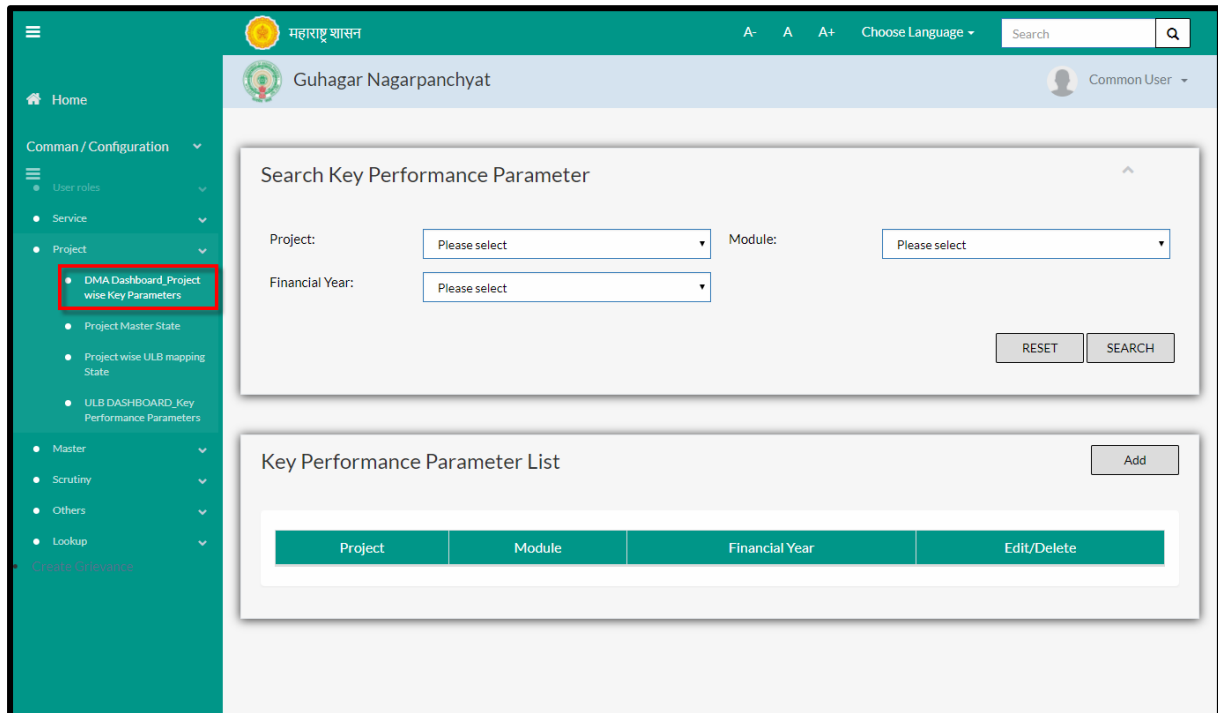 महाराष्ट्र शासन
A- A A+ Choose Language
Search
Guhagar Nagarpanchyat
Common User
Home
Comman / Configuration
User roles
Service
Project
DMA Dashboard_Project
wise Key Parameters
Project Master State
Project wise ULB mapping
State
ULB DASHBOARD_Key
Performance Parameters
Master
Scrutiny
Others
Lookup
Create Grievance
Search Key Performance Parameter
Project: Please select Module: Please select
Financial Year: Please select
RESET SEARCH
Key Performance Parameter List
Add
Project Module Financial Year Edit/Delete